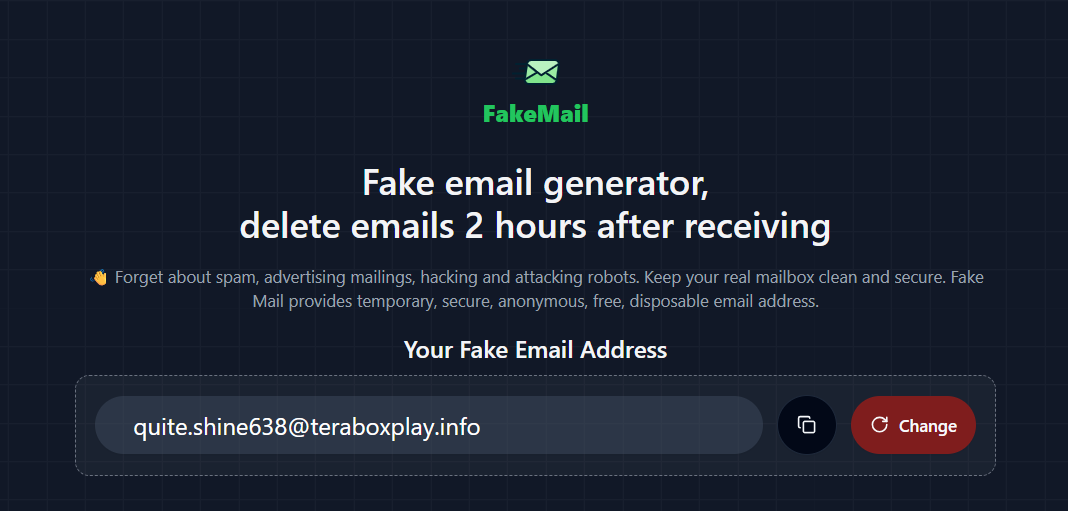 FakeMail
Fake email generator,
delete emails 2 hours after receiving
👋 Forget about spam, advertising mailings, hacking and attacking robots. Keep your real mailbox clean and secure. Fake
Mail provides temporary, secure, anonymous, free, disposable email address.
Your Fake Email Address
quite.shine638@teraboxplay.info
Change